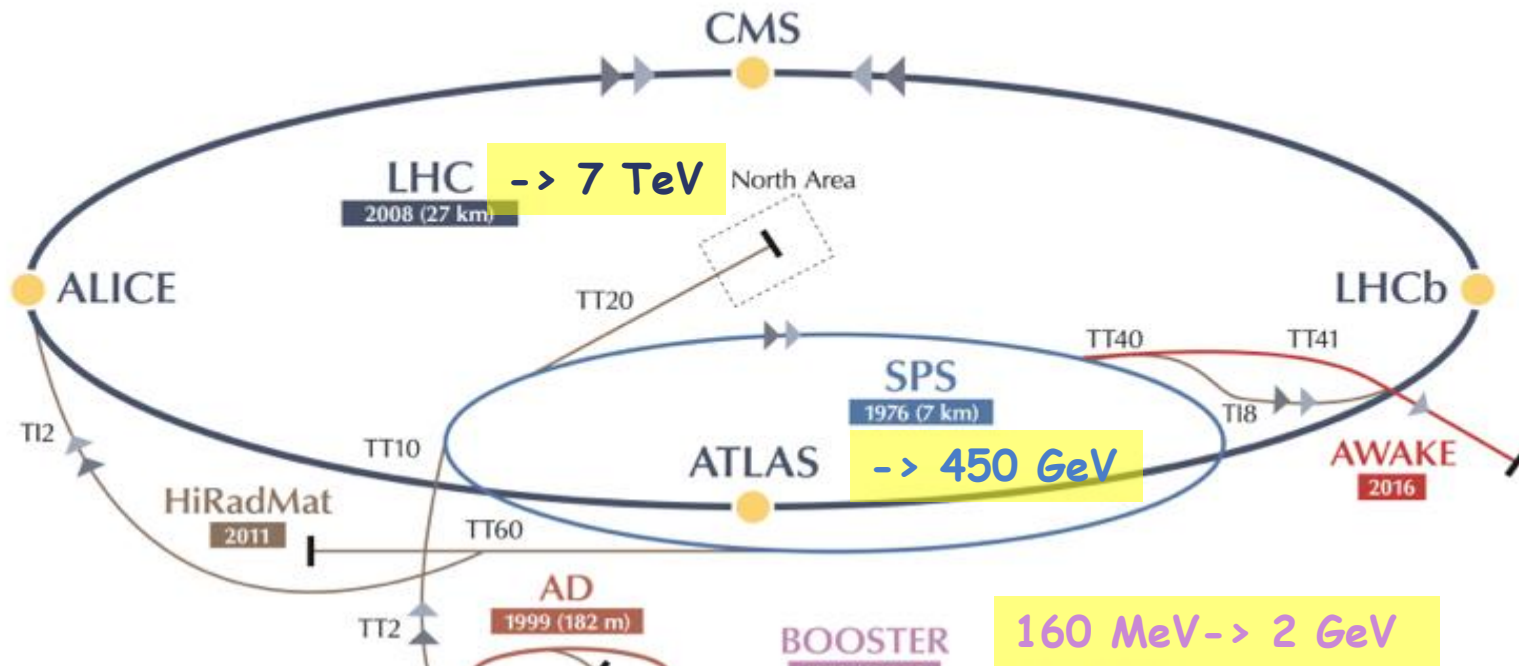 CMS
LHC -> 7 TeV
2008 (27 km)
North Area
ALICE
LHCb
TT20
TT40
TT41
SPS
1976 (7 km)
TI8
TI2
TT10
ATLAS
-> 450 GeV
AWAKE
2016
HiRadMat
2011
TT60
AD
1999 (182 m)
TT2
BOOSTER
160 MeV-> 2 GeV